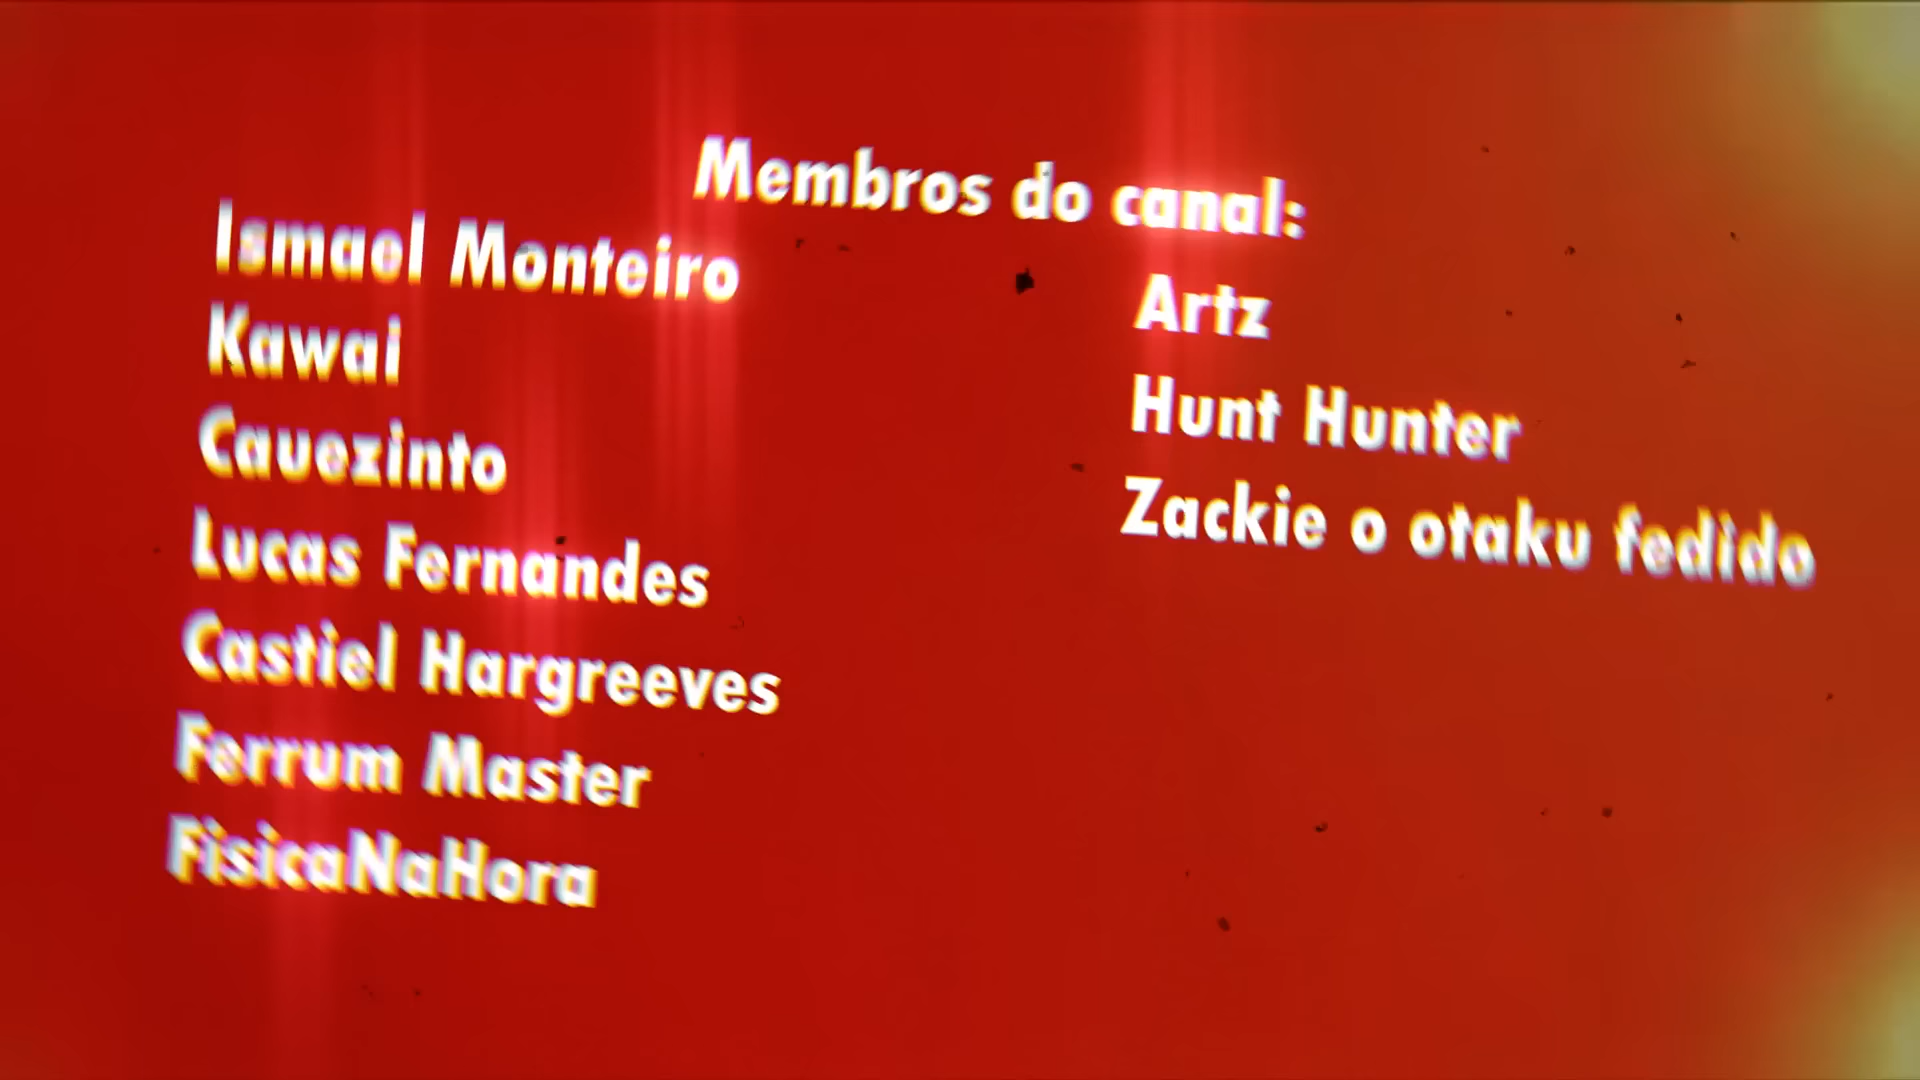 Membros do canal:
Ismael Monteiro
Kawai
Cauezinto
Lucas Fernandes
Castiel Hargreeves
Ferrum Master
FisicaNaHora
Artz
Hunt Hunter
Zackie o otaku fedido